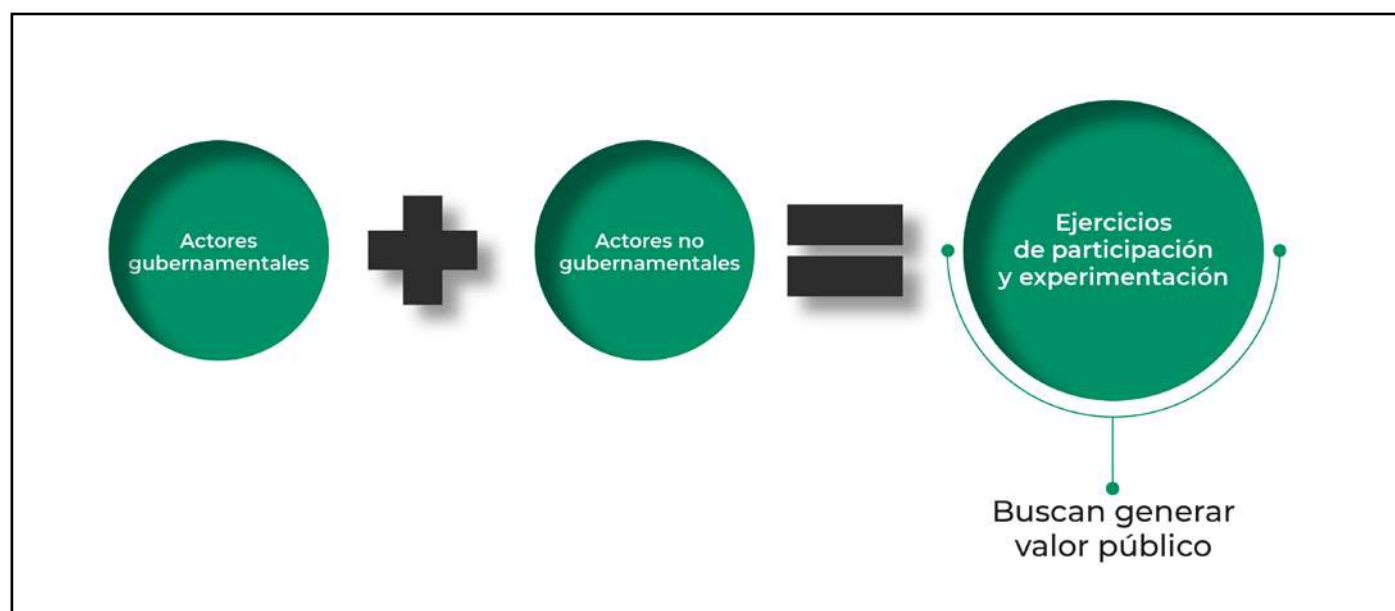 Actores
gubernamentales
Actores no
gubernamentales
Ejercicios
de participación
y experimentación
Buscan generar
valor público